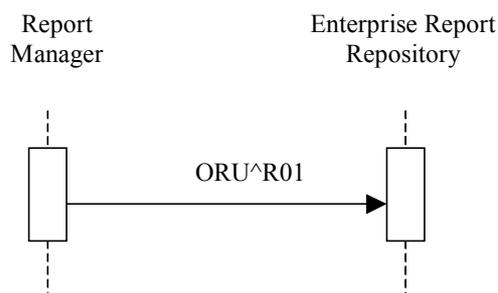 Report
Manager
Enterprise Report
Repository
ORU^R01